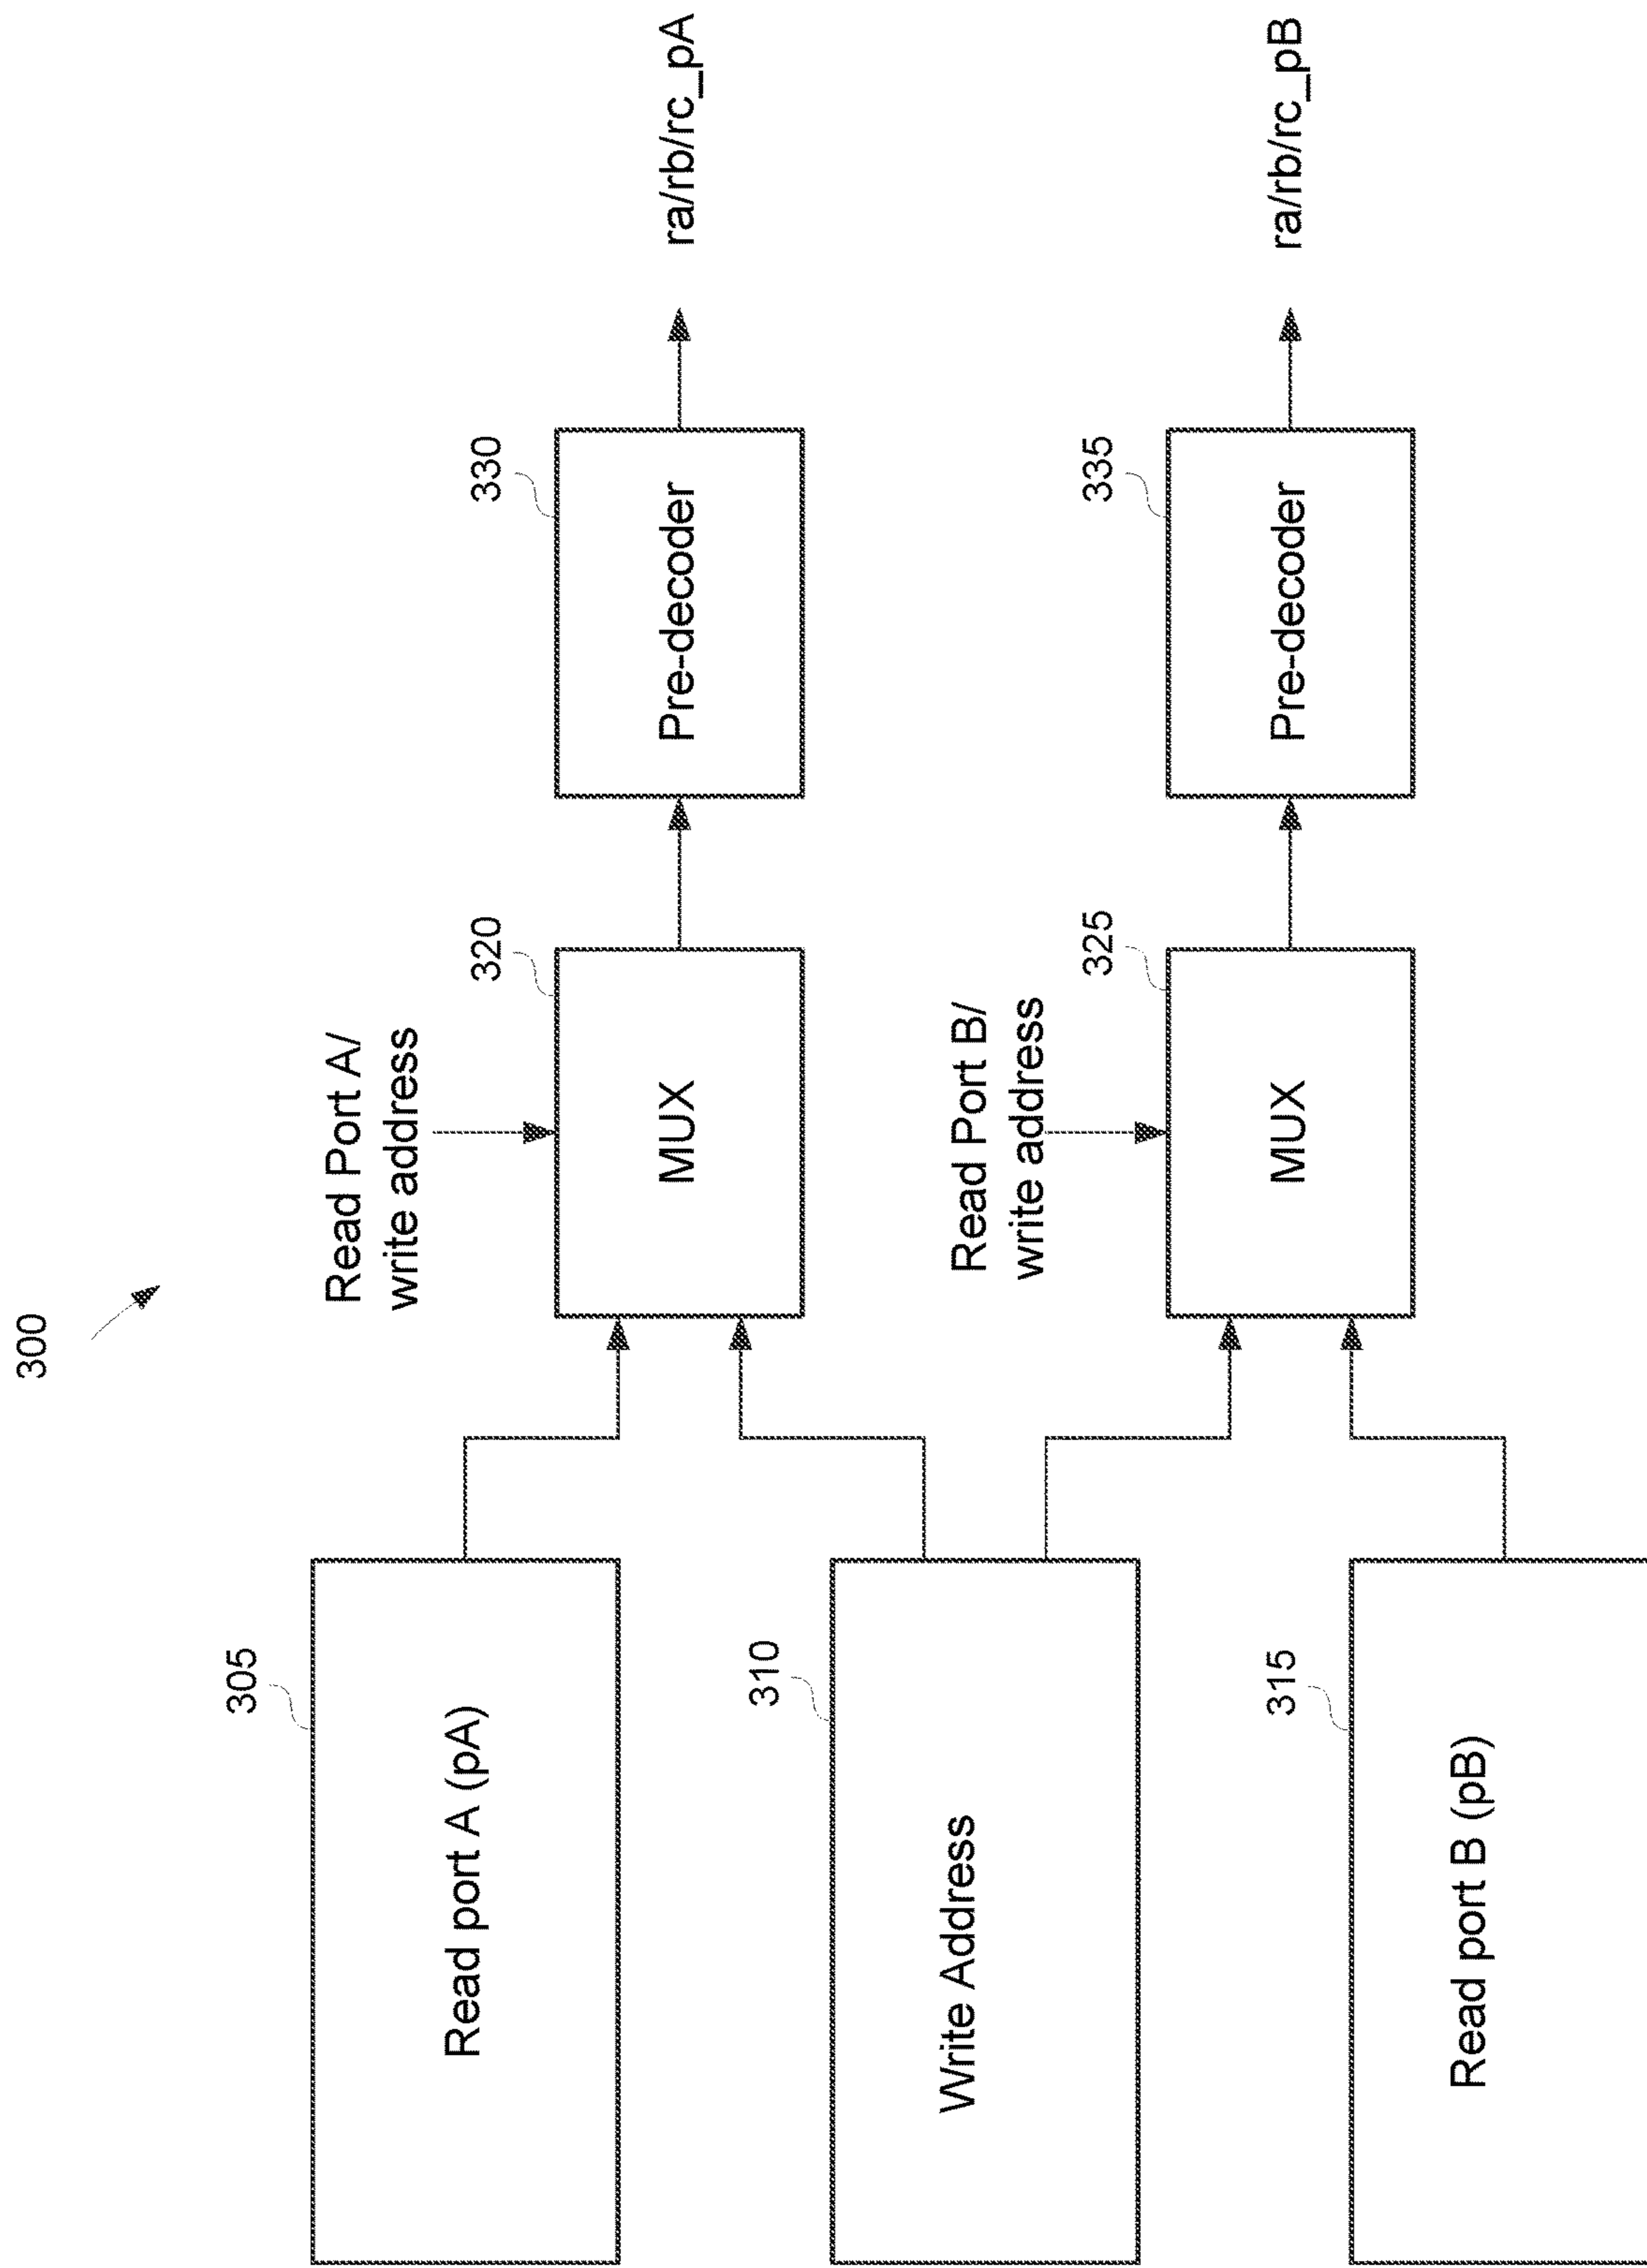 300
305
Read port A (pA)
310
Write Address
315
Read port B (pB)
Read Port A/
write address
320
MUX
Read Port B/
write address
325
MUX
330
Pre-decoder
335
Pre-decoder
ra/rb/rc_pA
ra/rb/rc_pB